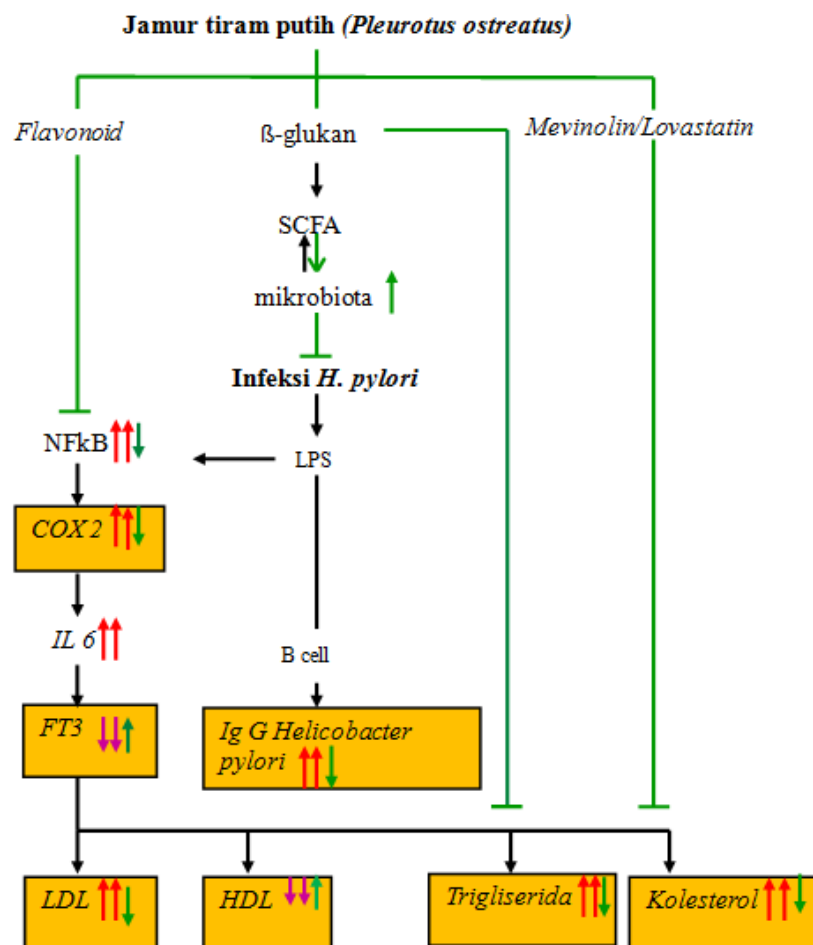 Jamur tiram putih (Pleurotus ostreatus)
Flavonoid
ß-glukan
Mevinolin/Lovastatin
SCFA
mikrobiota
Infeksi H. pylori
NFkB
LPS
COX 2
IL 6
B cell
FT3
Ig G Helicobacter
pylori
LDL
HDL
Trigliserida
Kolesterol